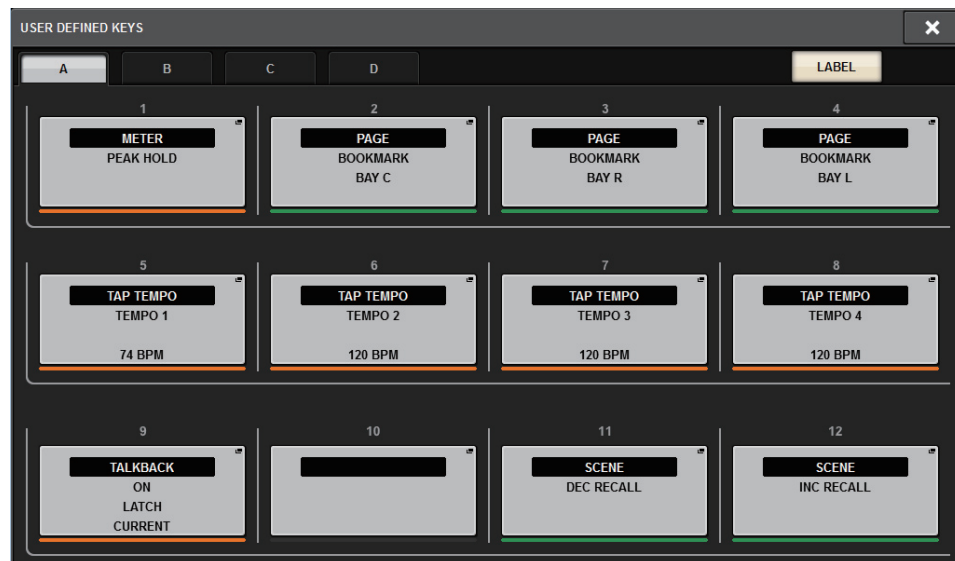 USER DEFINED KEYS
A B C D LABEL
1 2 3 4
METER PAGE PAGE PAGE
PEAK HOLD BOOKMARK BOOKMARK BOOKMARK
BAY C BAY R BAY L
5 6 7 8
TAP TEMPO TAP TEMPO TAP TEMPO TAP TEMPO
TEMPO 1 TEMPO 2 TEMPO 3 TEMPO 4
74 BPM 120 BPM 120 BPM 120 BPM
9 10 11 12
TALKBACK SCENE SCENE
ON DEC RECALL INC RECALL
LATCH
CURRENT